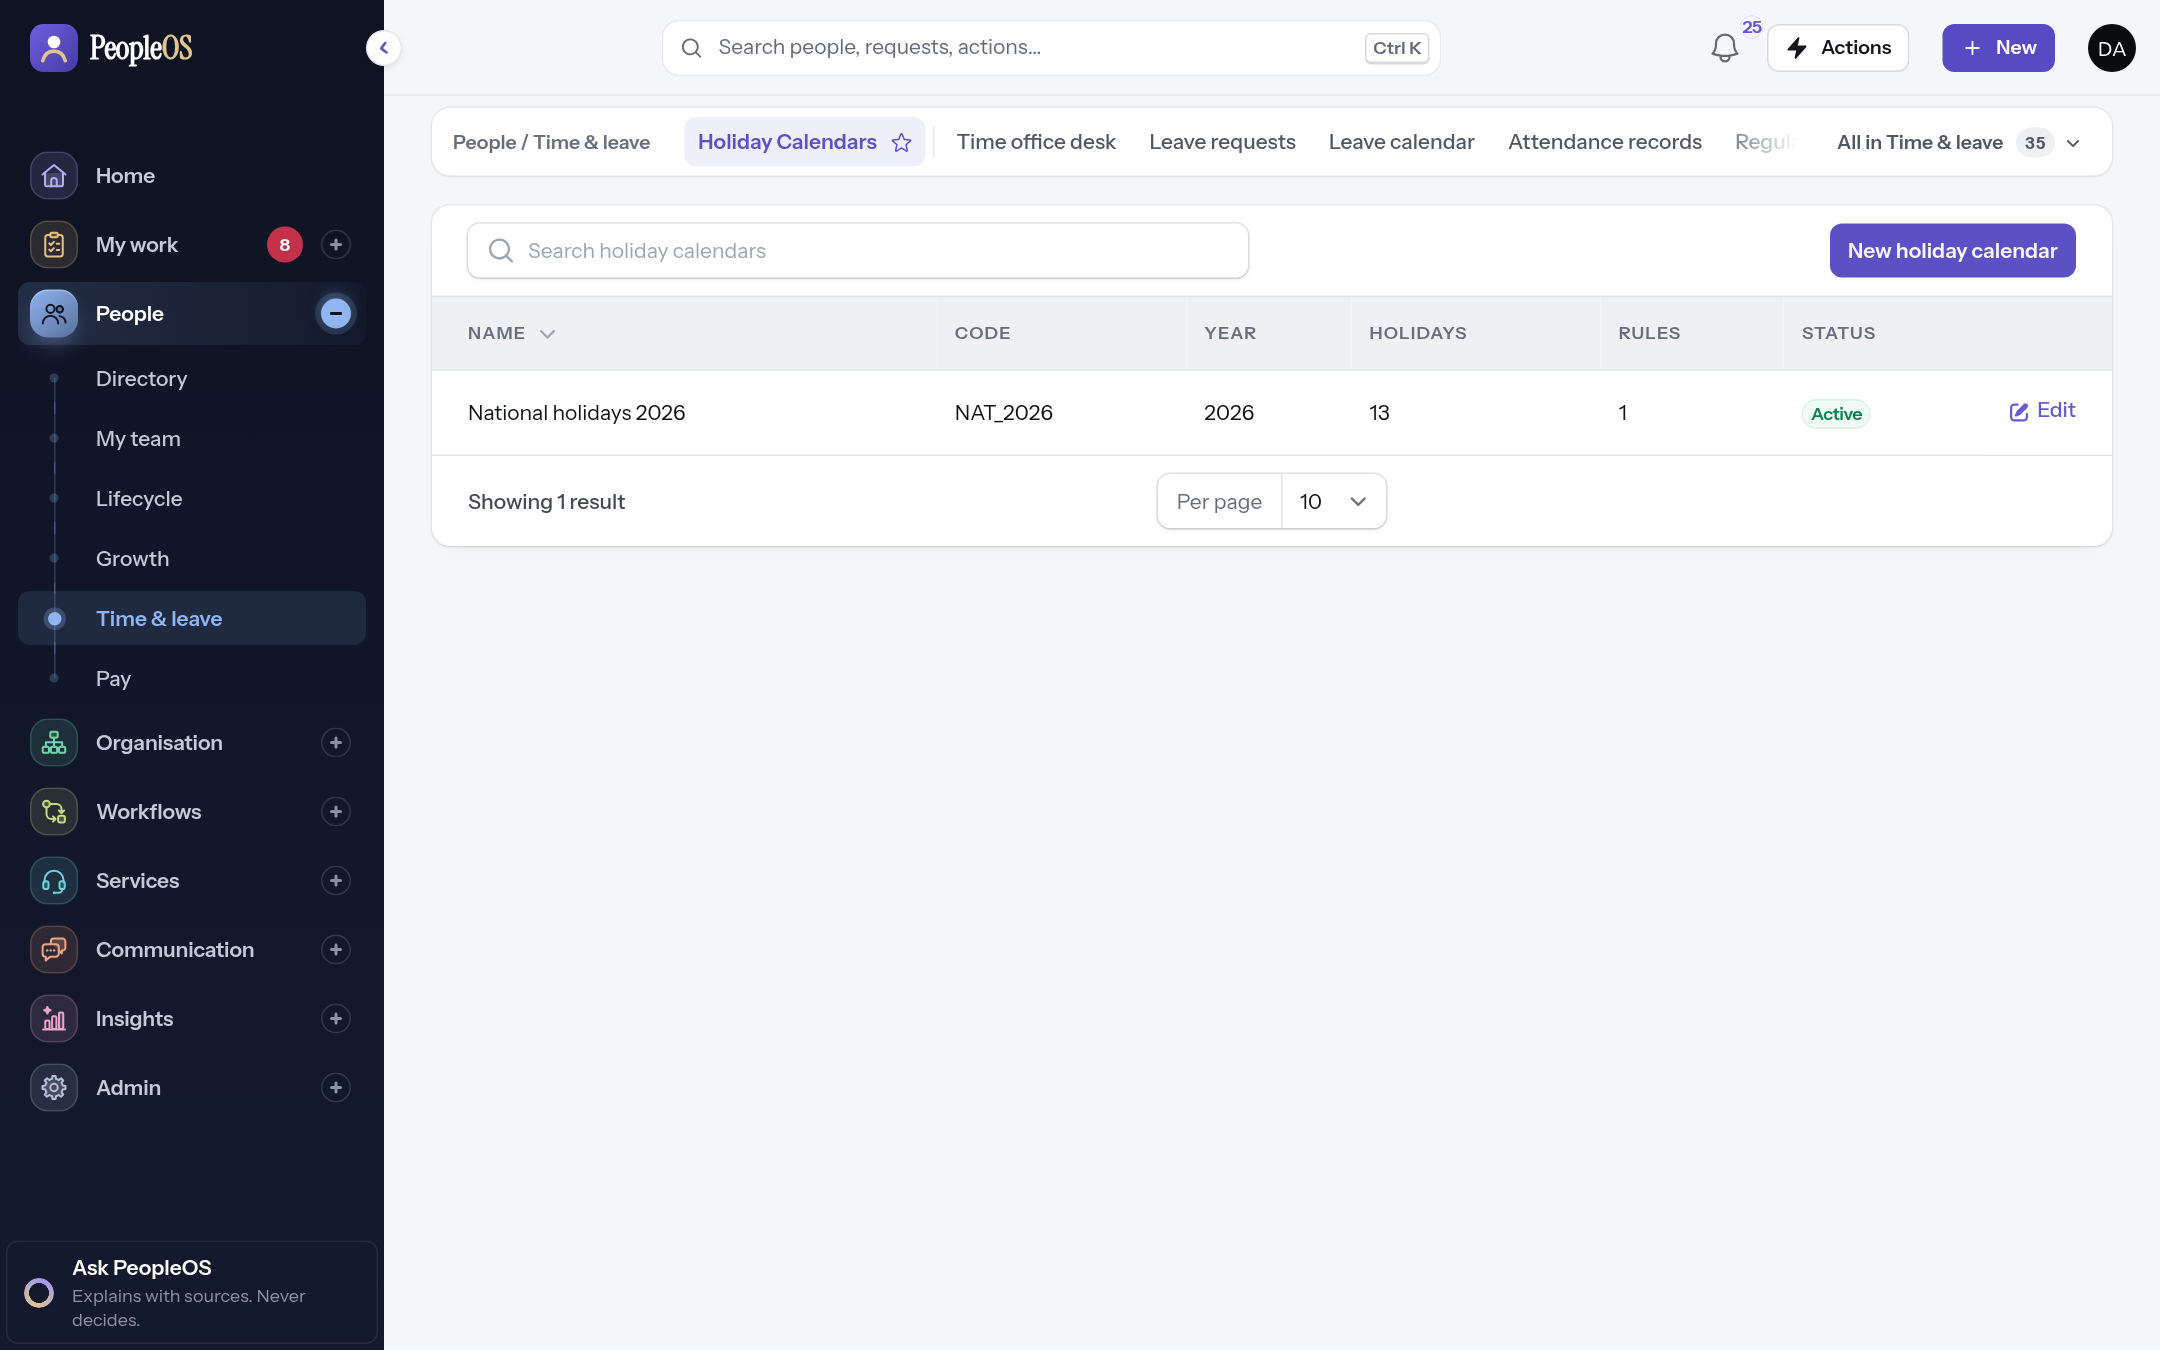 PeopleOS
Search people, requests, actions...
Ctrl K
25
Actions
New
DA
Home
My work
8
People
Directory
My team
Lifecycle
Growth
Time & leave
Pay
Organisation
Workflows
Services
Communication
Insights
Admin
Ask PeopleOS
Explains with sources. Never
decides.
People / Time & leave
Holiday Calendars
Time office desk
Leave requests
Leave calendar
Attendance records
All in Time & leave
35
Search holiday calendars
New holiday calendar
NAME CODE YEAR HOLIDAYS RULES STATUS
National holidays 2026 NAT_2026 2026 13 1 Active Edit
Showing 1 result
Per page 10